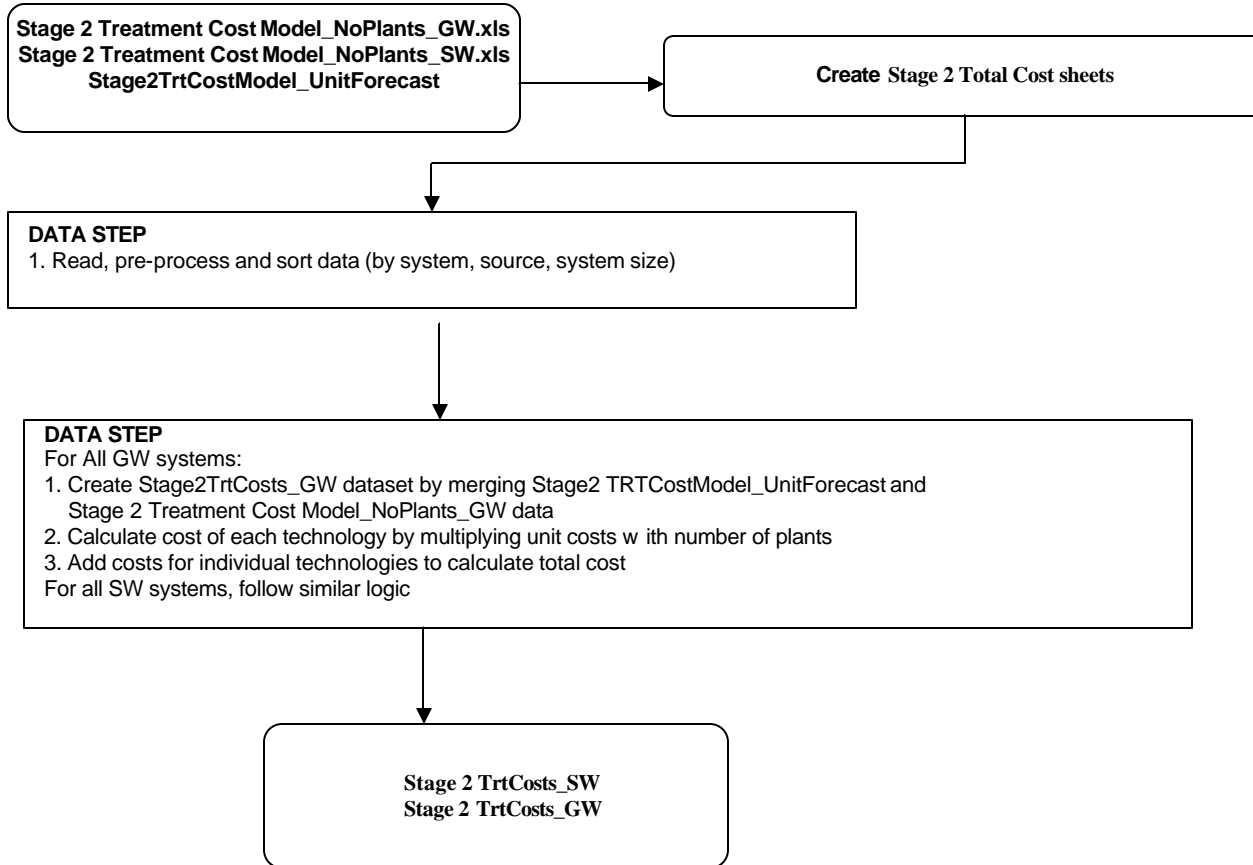 Stage 2 Treatment Cost Model_NoPlants_GW.xls
Stage 2 Treatment Cost Model_NoPlants_SW.xls
Stage2TrtCostModel_UnitForecast
Create Stage 2 Total Cost sheets
DATA STEP
1. Read, pre-process and sort data (by system, source, system size)
DATA STEP
For All GW systems:
1. Create Stage2TrtCosts_GW dataset by merging Stage2 TRTCostModel_UnitForecast and
Stage 2 Treatment Cost Model_NoPlants_GW data
2. Calculate cost of each technology by multiplying unit costs w ith number of plants
3. Add costs for individual technologies to calculate total cost
For all SW systems, follow similar logic
Stage 2 TrtCosts_SW
Stage 2 TrtCosts_GW